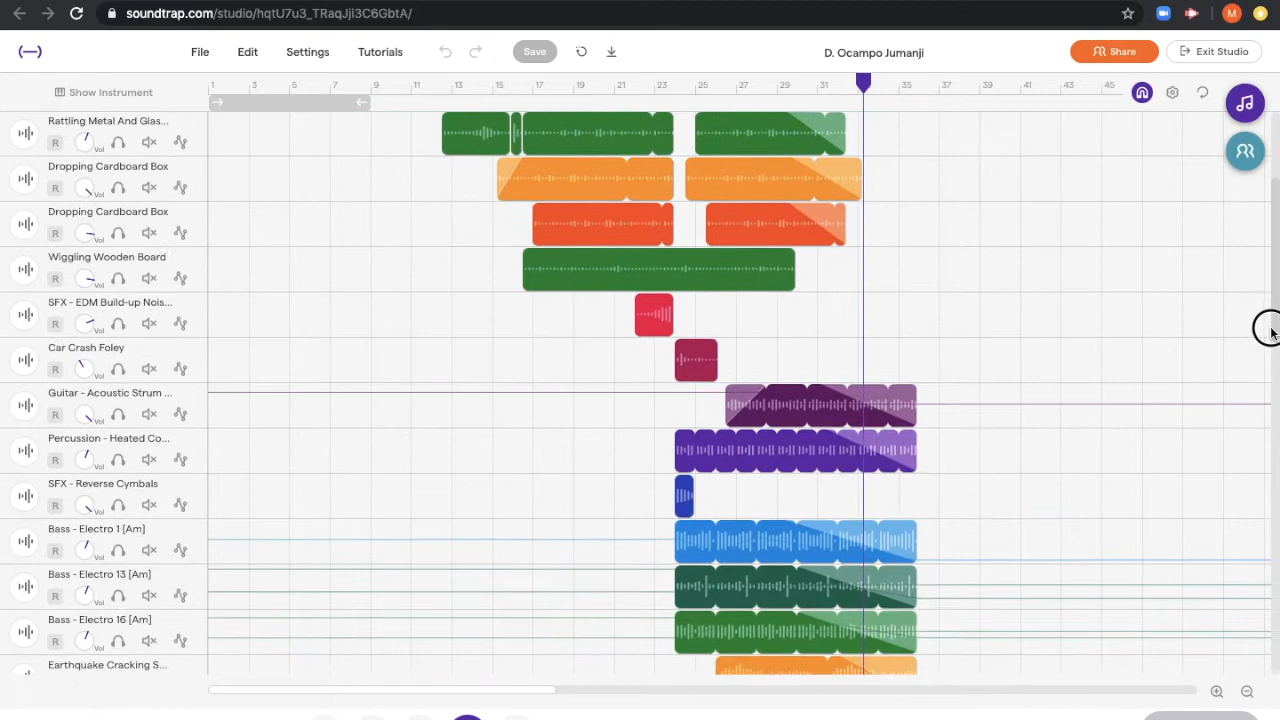 soundtrap.com/studio/hqtU7u3_TRaqJji3C6GbtA/
M
File Edit Settings Tutorials Save D. Ocampo Jumanji Share Exit Studio
Show Instrument 1 3 5 7 9 11 13 15 17 19 21 23 25 27 29 31 35 37 39 41 43 45
Rattling Metal And Glas...
R Vol
Dropping Cardboard Box
R Vol
Dropping Cardboard Box
R Vol
Wiggling Wooden Board
R Vol
SFX - EDM Build-up Nois...
R Vol
Car Crash Foley
R Vol
Guitar - Acoustic Strum ...
R Vol
Percussion - Heated Co...
R Vol
SFX - Reverse Cymbals
R Vol
Bass - Electro 1 [Am]
R Vol
Bass - Electro 13 [Am]
R Vol
Bass - Electro 16 [Am]
R Vol
Earthquake Cracking S...